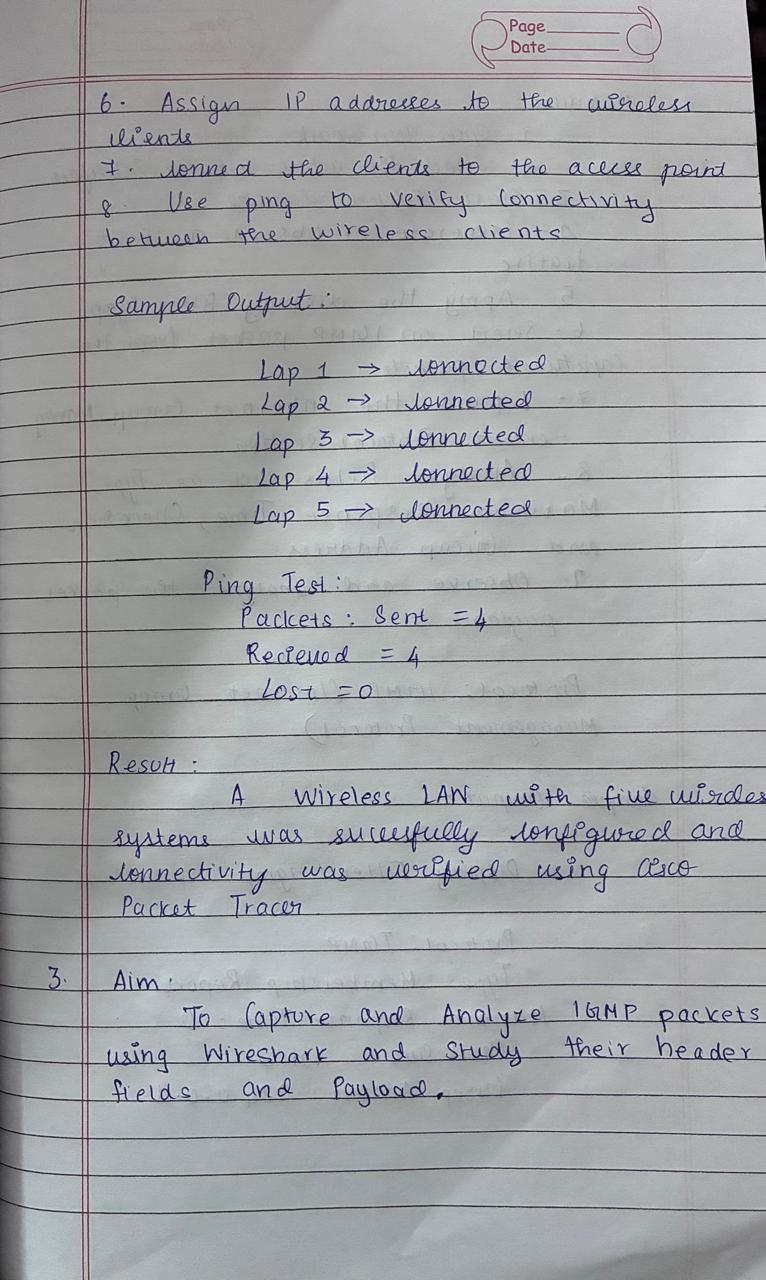 Page
Date
6. Assign IP addresses to the wireless
clients
7. Connect the clients to the acess point
8 Use ping to verify Connectivity
between the wireless clients
Sample Output :
Lap 1 → Connected
Lap 2 → Connected
Lap 3 → Connected
Lap 4 → Connected
Lap 5 → Connected
Ping Test :
Packets : Sent = 4
Recieved = 4
Lost = 0
Result :
A Wireless LAN with five wireles
systems was sucessfully Configured and
Connectivity was verified using Cisco
Packet Tracer
3. Aim :
To Capture and Analyze IGMP packets
using Wireshark and Study their header
fields and Payload.